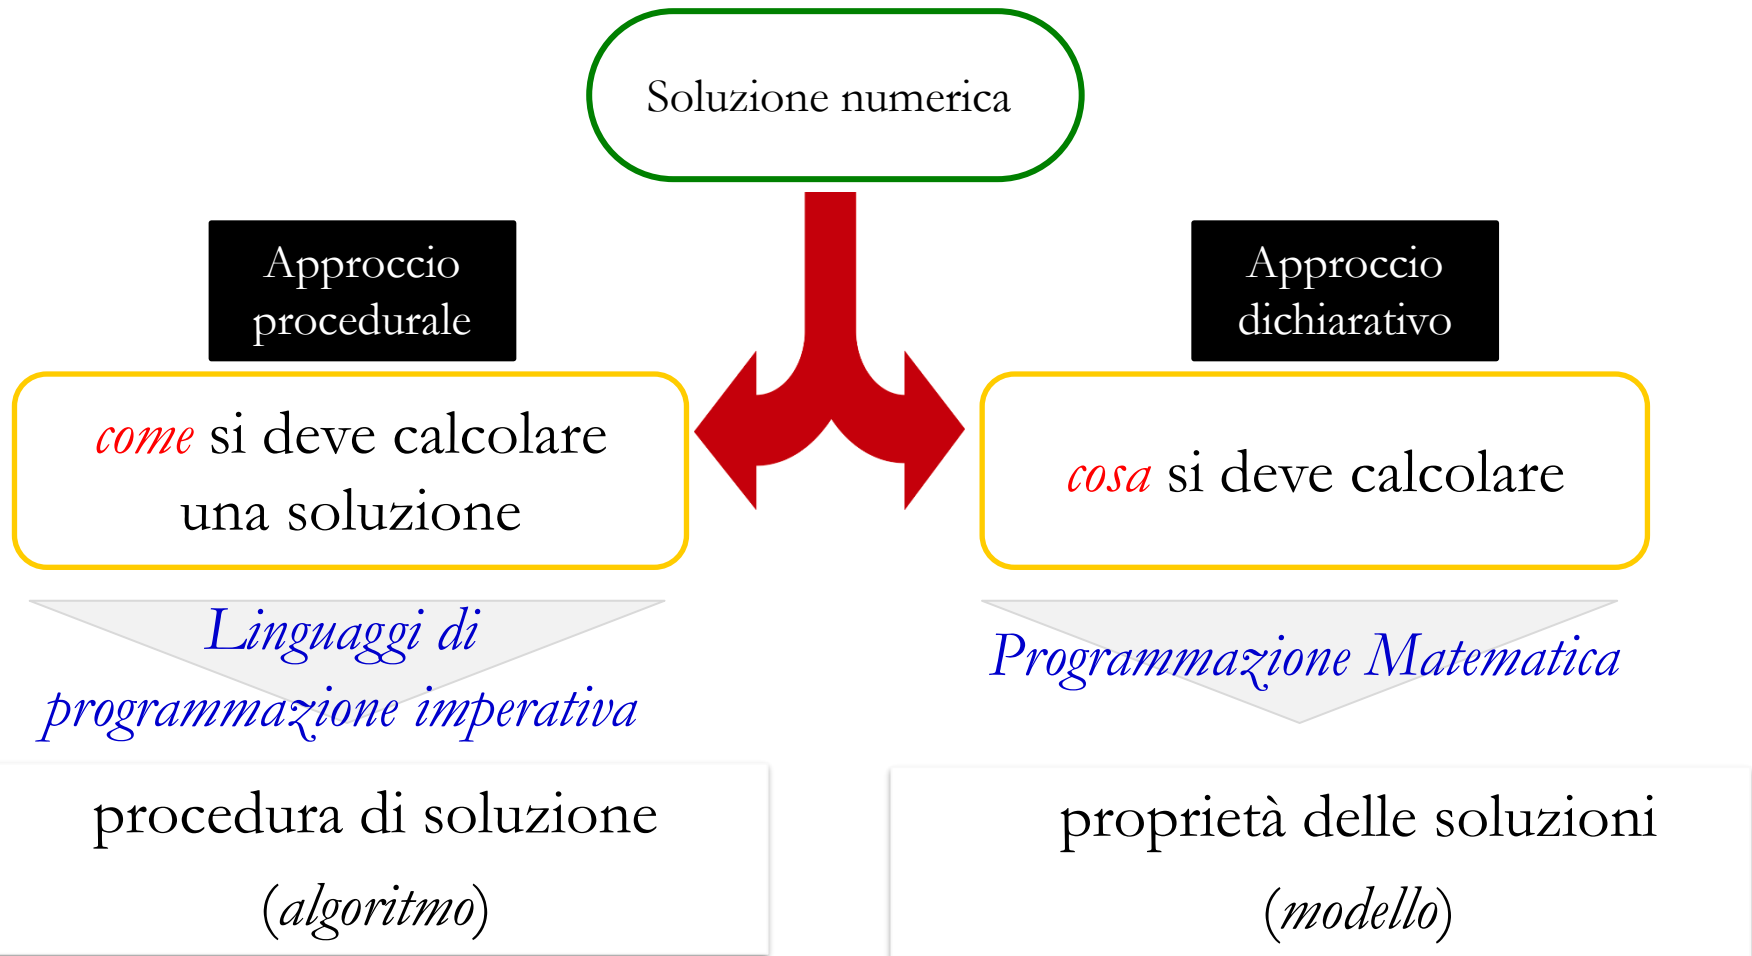 Soluzione numerica
Approccio
procedurale
come si deve calcolare
una soluzione
Linguaggi di
programmazione imperativa
procedura di soluzione
(algoritmo)
Approccio
dichiarativo
cosa si deve calcolare
Programmazione Matematica
proprietà delle soluzioni
(modello)